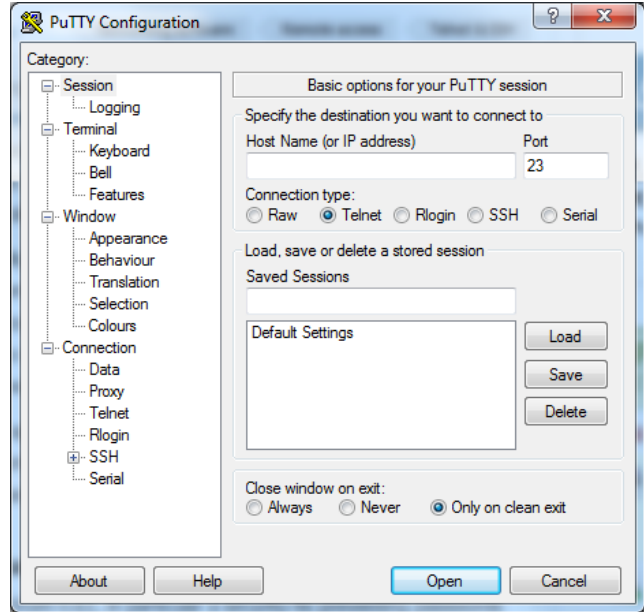 PuTTY Configuration
Category:
Session
Logging
Terminal
Keyboard
Bell
Features
Window
Appearance
Behaviour
Translation
Selection
Colours
Connection
Data
Proxy
Telnet
Rlogin
SSH
Serial
Basic options for your PuTTY session
Specify the destination you want to connect to
Host Name (or IP address) Port
23
Connection type:
Raw Telnet Rlogin SSH Serial
Load, save or delete a stored session
Saved Sessions
Default Settings
Load
Save
Delete
Close window on exit:
Always Never Only on clean exit
About Help Open Cancel